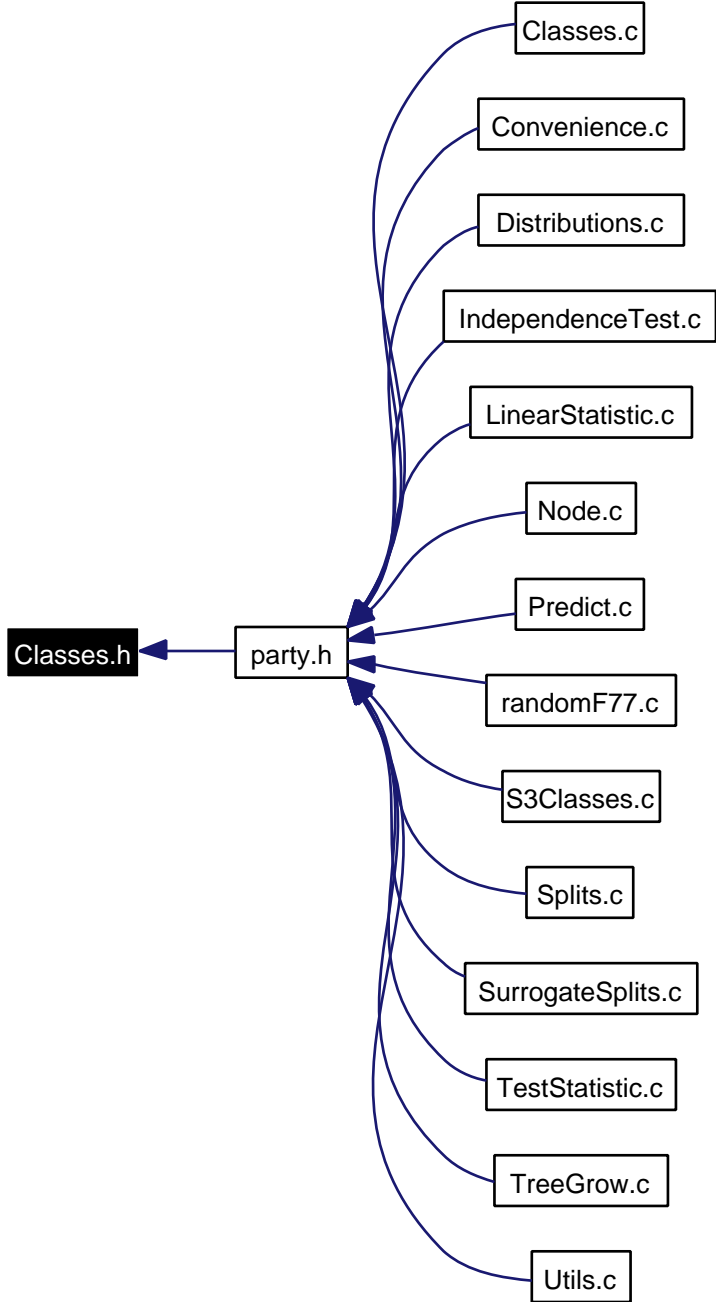 Classes.c
Convenience.c
Distributions.c
IndependenceTest.c
LinearStatistic.c
Node.c
Predict.c
Classes.h
party.h
randomF77.c
S3Classes.c
Splits.c
SurrogateSplits.c
TestStatistic.c
TreeGrow.c
Utils.c